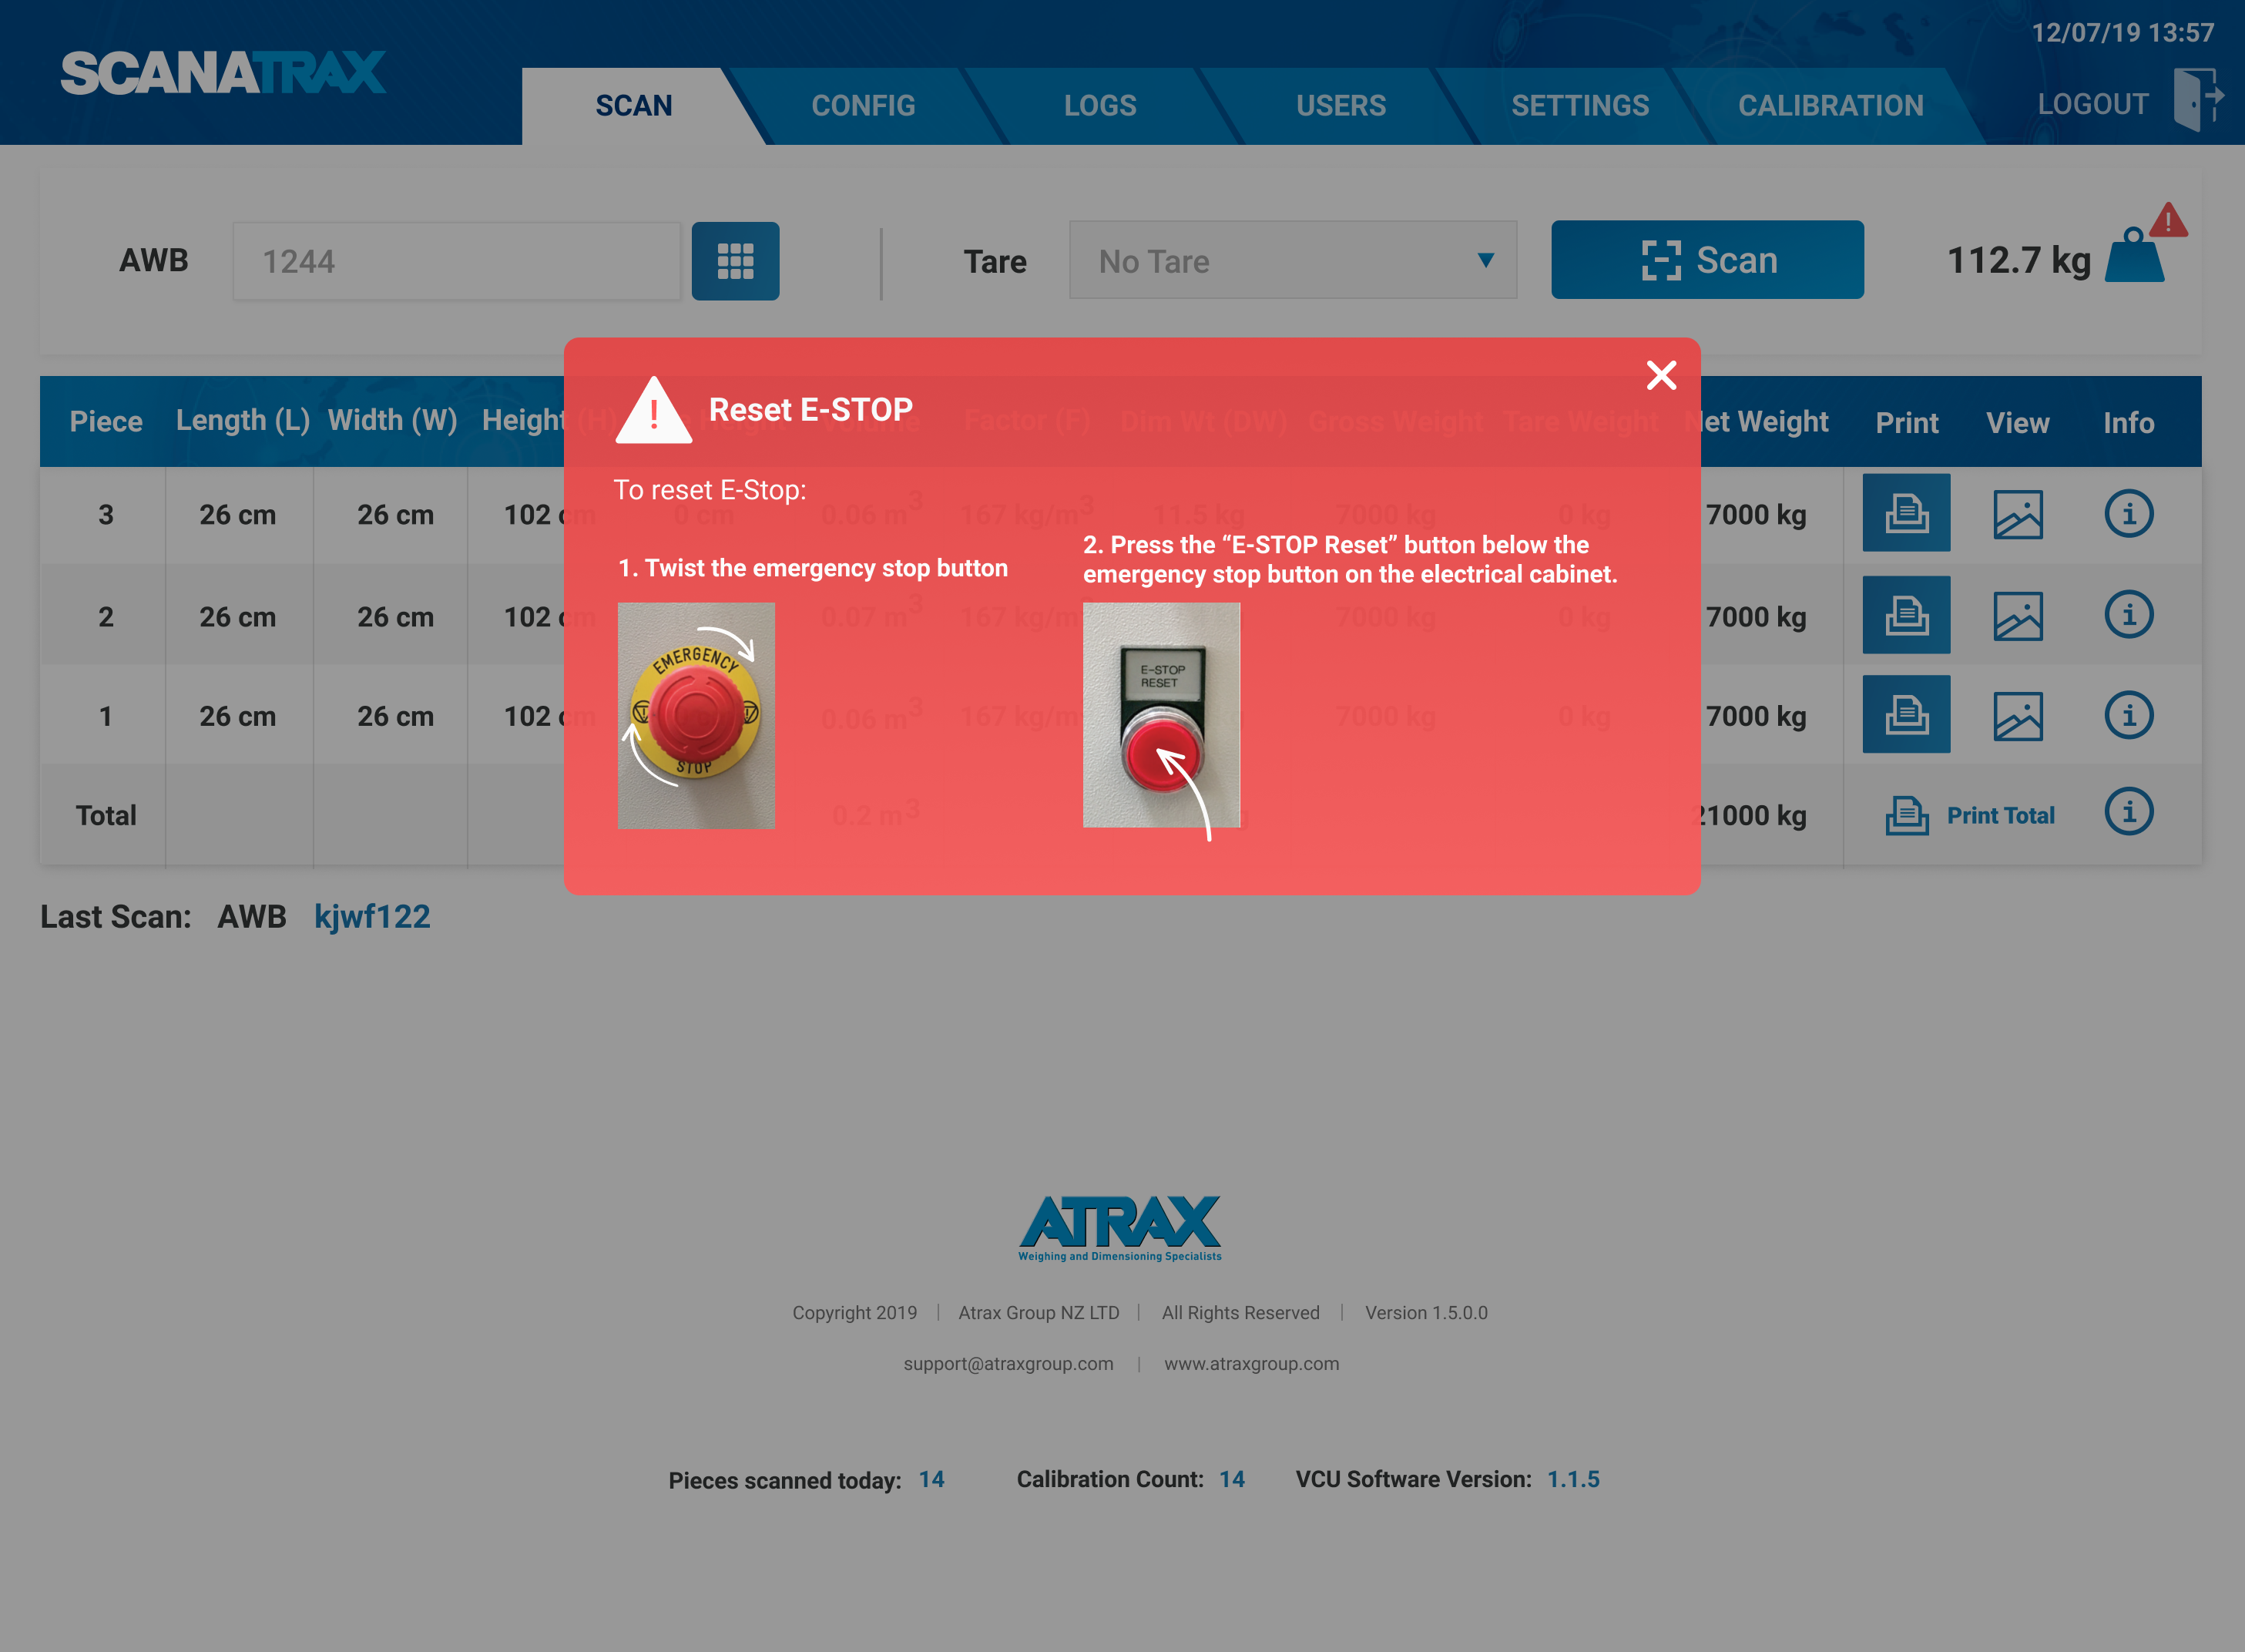 12/07/19 13:57
SCANATRAX
SCAN CONFIG LOGS USERS SETTINGS CALIBRATION LOGOUT
AWB 1244 Tare No Tare Scan 112.7 kg
Reset E-STOP
Piece Length (L) Width (W) Height (H) Factor (F) Dim Wt (DW) Gross Weight Tare Weight Net Weight Print View Info
To reset E-Stop:
3 26 cm 26 cm 102 cm 0 cm 0.06 m³ 167 kg/m³ 11.5 kg 7000 kg 0 kg 7000 kg
1. Twist the emergency stop button
2. Press the “E-STOP Reset” button below the
emergency stop button on the electrical cabinet.
2 26 cm 26 cm 102 cm 0.07 m³ 167 kg/m 7000 kg 0 kg 7000 kg
EMERGENCY
STOP
E-STOP
RESET
1 26 cm 26 cm 102 cm 0.06 m³ 167 kg/m 7000 kg 0 kg 7000 kg
Total 0.2 m³ 21000 kg Print Total
Last Scan: AWB kjwf122
ATRAX
Weighing and Dimensioning Specialists
Copyright 2019 | Atrax Group NZ LTD | All Rights Reserved | Version 1.5.0.0
support@atraxgroup.com | www.atraxgroup.com
Pieces scanned today: 14 Calibration Count: 14 VCU Software Version: 1.1.5